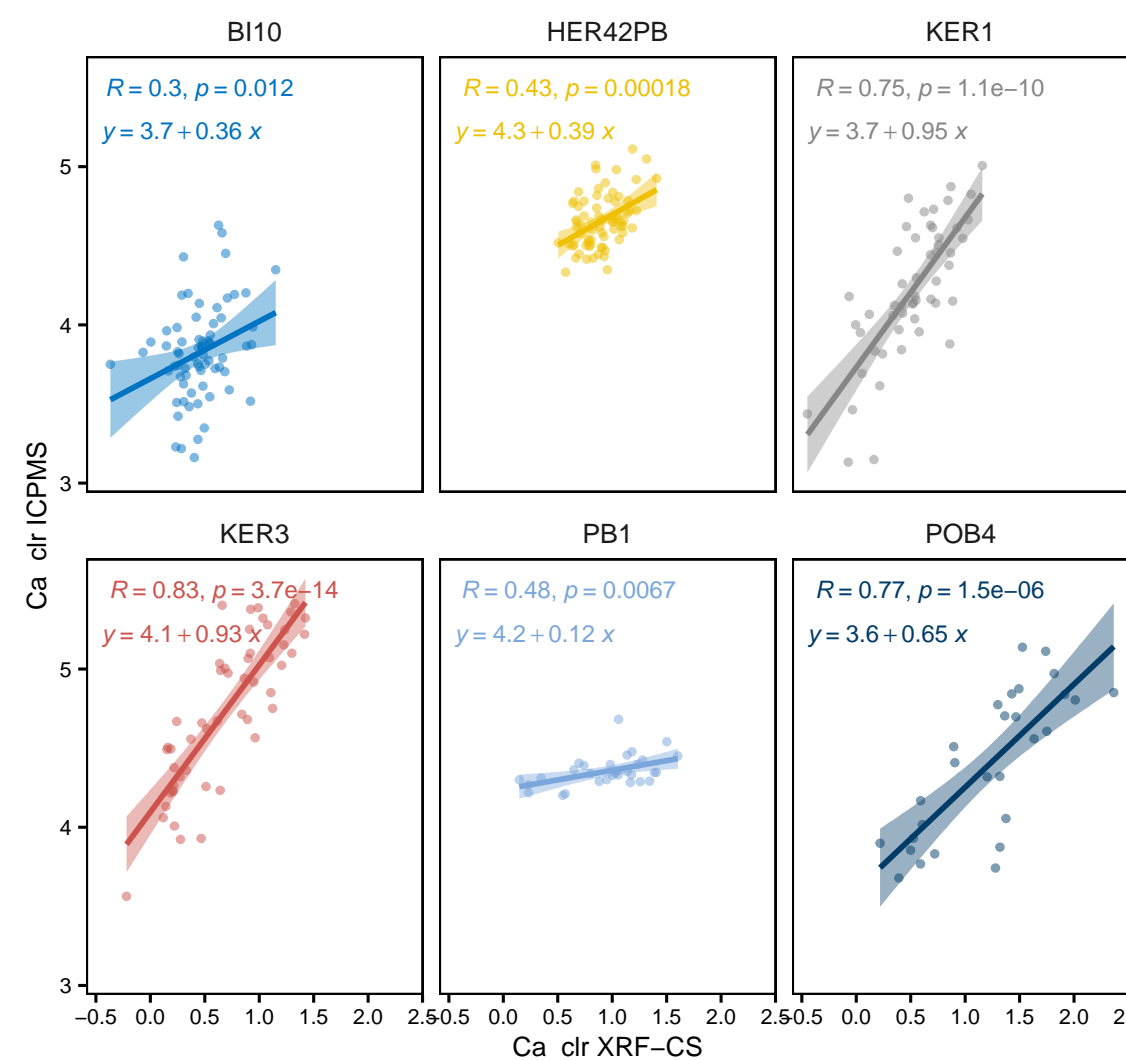 BI10 HER42PB KER1
R = 0.3, p = 0.012 R = 0.43, p = 0.00018 R = 0.75, p = 1.1e−10
y = 3.7 + 0.36 x y = 4.3 + 0.39 x y = 3.7 + 0.95 x
5
4
3
KER3 PB1 POB4
R = 0.83, p = 3.7e−14 R = 0.48, p = 0.0067 R = 0.77, p = 1.5e−06
y = 4.1 + 0.93 x y = 4.2 + 0.12 x y = 3.6 + 0.65 x
5
4
3
Ca clr ICPMS
−0.5 0.0 0.5 1.0 1.5 2.0 2.5 −0.5 0.0 0.5 1.0 1.5 2.0 2.5 −0.5 0.0 0.5 1.0 1.5 2.0
Ca clr XRF−CS